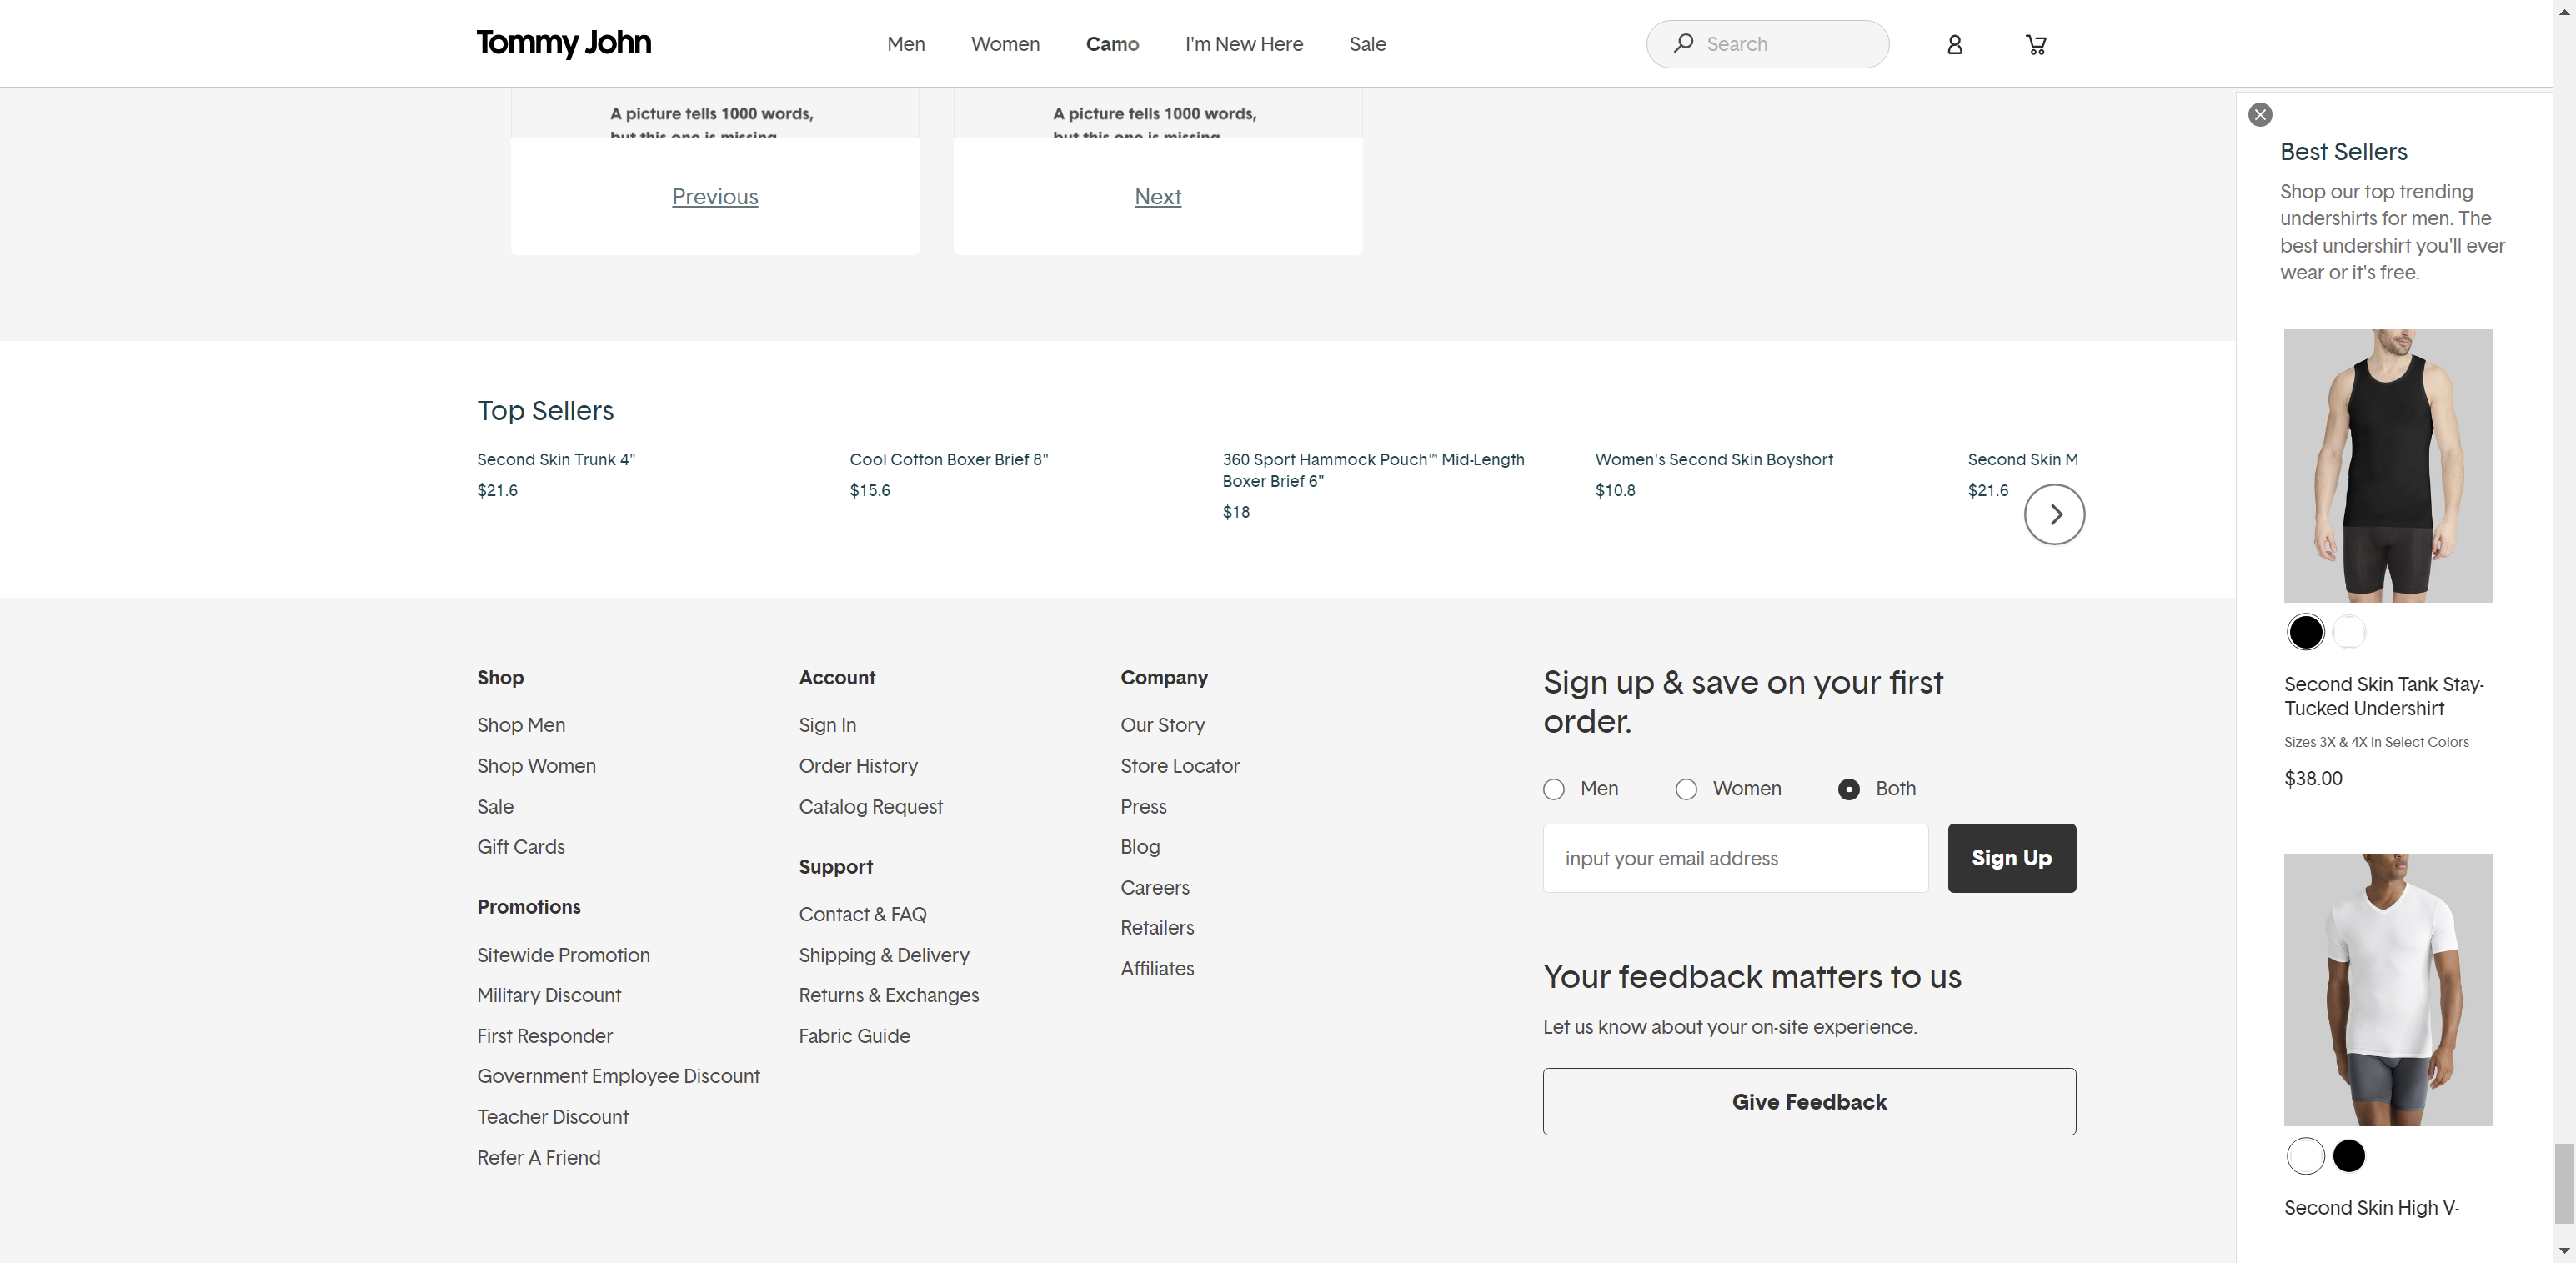 Tommy John
Men
Women
Camo
I'm New Here
Sale
Search
A picture tells 1000 words,
but this one is missing
Previous
A picture tells 1000 words,
but this one is missing
Next
Top Sellers
Second Skin Trunk 4"
$21.6
Cool Cotton Boxer Brief 8"
$15.6
360 Sport Hammock Pouch™ Mid-Length
Boxer Brief 6"
$18
Women's Second Skin Boyshort
$10.8
Second Skin M
$21.6
Shop
Shop Men
Shop Women
Sale
Gift Cards
Promotions
Sitewide Promotion
Military Discount
First Responder
Government Employee Discount
Teacher Discount
Refer A Friend
Account
Sign In
Order History
Catalog Request
Support
Contact & FAQ
Shipping & Delivery
Returns & Exchanges
Fabric Guide
Company
Our Story
Store Locator
Press
Blog
Careers
Retailers
Affiliates
Sign up & save on your first
order.
Men
Women
Both
input your email address
Sign Up
Your feedback matters to us
Let us know about your on-site experience.
Give Feedback
Best Sellers
Shop our top trending
undershirts for men. The
best undershirt you'll ever
wear or it's free.
Second Skin Tank Stay-
Tucked Undershirt
Sizes 3X & 4X In Select Colors
$38.00
Second Skin High V-